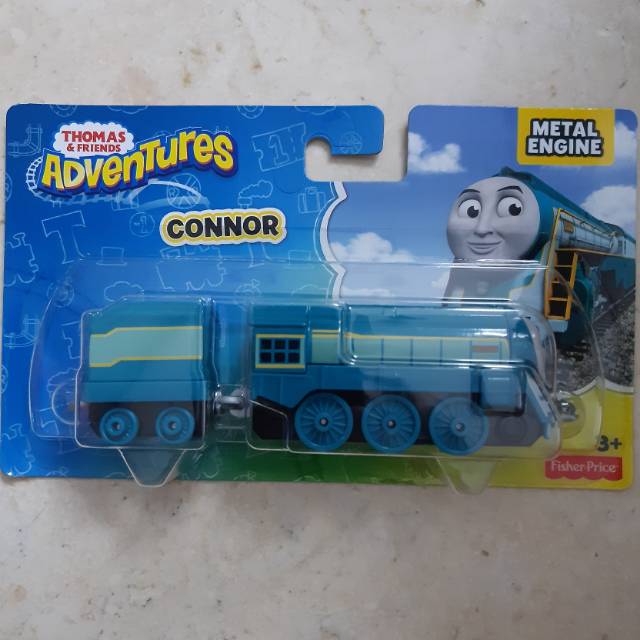 THOMAS
& FRIENDS
ADVENTURES
CONNOR
METAL
ENGINE
3+
Fisher-Price